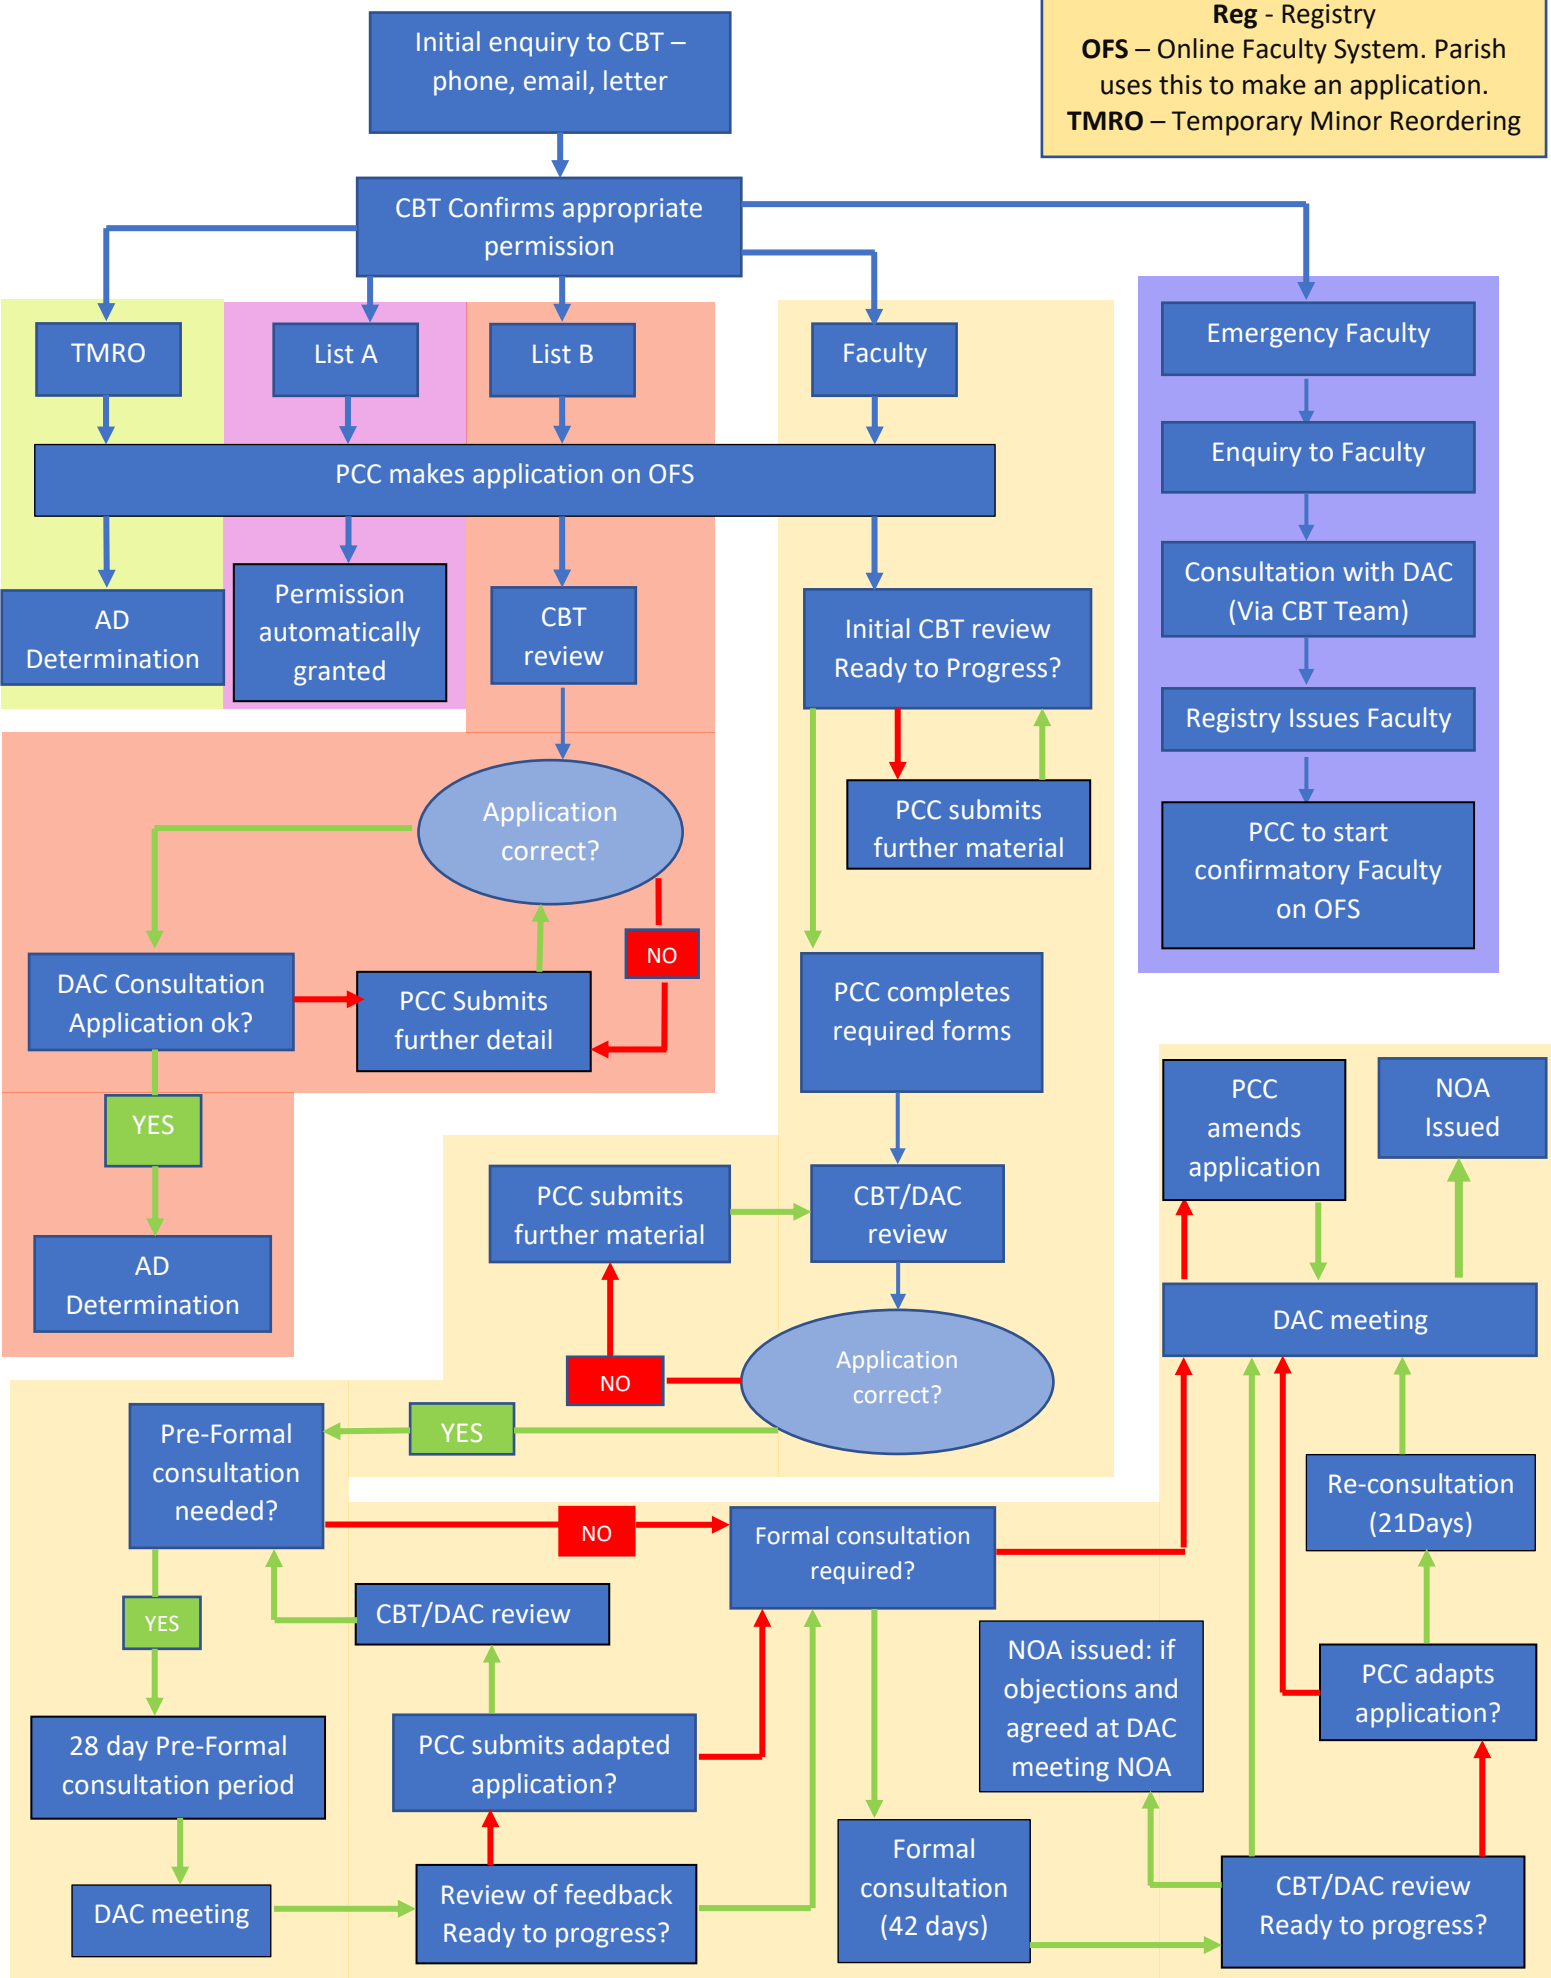 Reg - Registry
OFS – Online Faculty System. Parish
uses this to make an application.
TMRO – Temporary Minor Reordering
Initial enquiry to CBT –
phone, email, letter
CBT Confirms appropriate
permission
TMRO
List A
List B
Faculty
Emergency Faculty
Enquiry to Faculty
Consultation with DAC
(Via CBT Team)
Registry Issues Faculty
PCC to start
confirmatory Faculty
on OFS
PCC makes application on OFS
AD
Determination
Permission
automatically
granted
CBT
review
Initial CBT review
Ready to Progress?
PCC submits
further material
Application
correct?
NO
DAC Consultation
Application ok?
PCC Submits
further detail
YES
AD
Determination
PCC completes
required forms
PCC submits
further material
CBT/DAC
review
Application
correct?
NO
YES
PCC
amends
application
NOA
Issued
DAC meeting
Pre-Formal
consultation
needed?
NO
Formal consultation
required?
Re-consultation
(21Days)
YES
CBT/DAC review
NOA issued: if
objections and
agreed at DAC
meeting NOA
PCC adapts
application?
28 day Pre-Formal
consultation period
PCC submits adapted
application?
DAC meeting
Review of feedback
Ready to progress?
Formal
consultation
(42 days)
CBT/DAC review
Ready to progress?